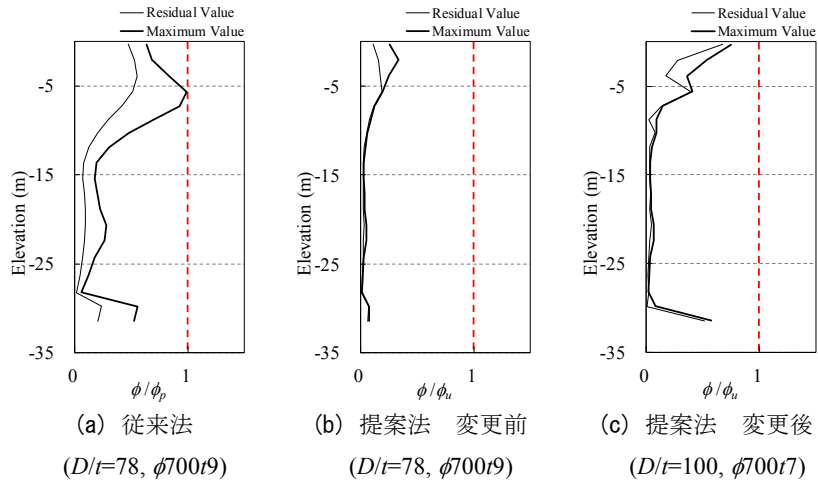 Residual Value
Maximum Value
-5
-15
-25
-35
Elevation (m)
0
1
ϕ/ϕp
(a) 従来法
(D/t=78, ϕ700t9)
Residual Value
Maximum Value
-5
-15
-25
-35
Elevation (m)
0
1
ϕ/ϕu
(b) 提案法　変更前
(D/t=78, ϕ700t9)
Residual Value
Maximum Value
-5
-15
-25
-35
Elevation (m)
0
1
ϕ/ϕu
(c) 提案法　変更後
(D/t=100, ϕ700t7)